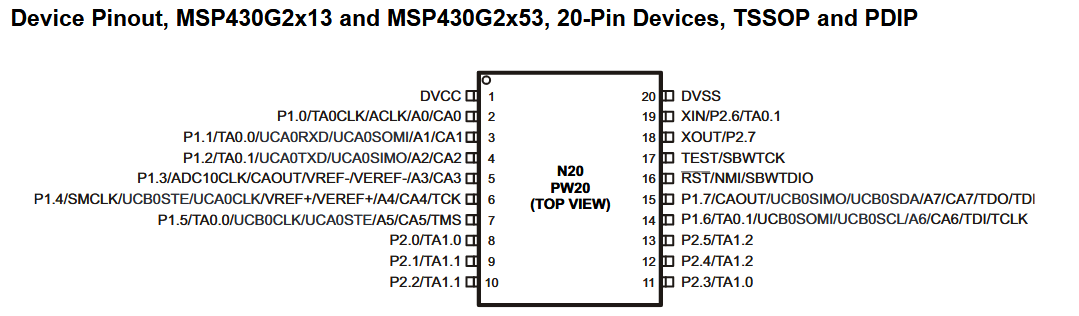 Device Pinout, MSP430G2x13 and MSP430G2x53, 20-Pin Devices, TSSOP and PDIP
DVCC 1 20 DVSS
P1.0/TA0CLK/ACLK/A0/CA0 2 19 XIN/P2.6/TA0.1
P1.1/TA0.0/UCA0RXD/UCA0SOMI/A1/CA1 3 18 XOUT/P2.7
P1.2/TA0.1/UCA0TXD/UCA0SIMO/A2/CA2 4 17 TEST/SBWTCK
P1.3/ADC10CLK/CAOUT/VREF-/VEREF-/A3/CA3 5 N20 16 RST/NMI/SBWTDIO
PW20
P1.4/SMCLK/UCB0STE/UCA0CLK/VREF+/VEREF+/A4/CA4/TCK 6 (TOP VIEW) 15 P1.7/CAOUT/UCB0SIMO/UCB0SDA/A7/CA7/TDO/TDI
P1.5/TA0.0/UCB0CLK/UCA0STE/A5/CA5/TMS 7 14 P1.6/TA0.1/UCB0SOMI/UCB0SCL/A6/CA6/TDI/TCLK
P2.0/TA1.0 8 13 P2.5/TA1.2
P2.1/TA1.1 9 12 P2.4/TA1.2
P2.2/TA1.1 10 11 P2.3/TA1.0